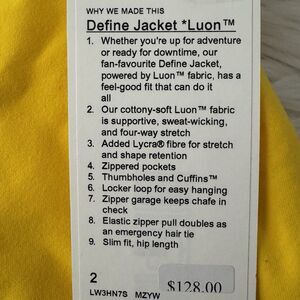 WHY WE MADE THIS
Define Jacket *Luon™
1. Whether you're up for adventure
or ready for downtime, our
fan-favourite Define Jacket,
powered by Luon™ fabric, has a
feel-good fit that can do it
all
2. Our cottony-soft Luon™ fabric
is supportive, sweat-wicking,
and four-way stretch
3. Added Lycra® fibre for stretch
and shape retention
4. Zippered pockets
5. Thumbholes and Cuffins™
6. Locker loop for easy hanging
7. Zipper garage keeps chafe in
check
8. Elastic zipper pull doubles as
an emergency hair tie
9. Slim fit, hip length
2
$128.00
LW3HN7S MZYW